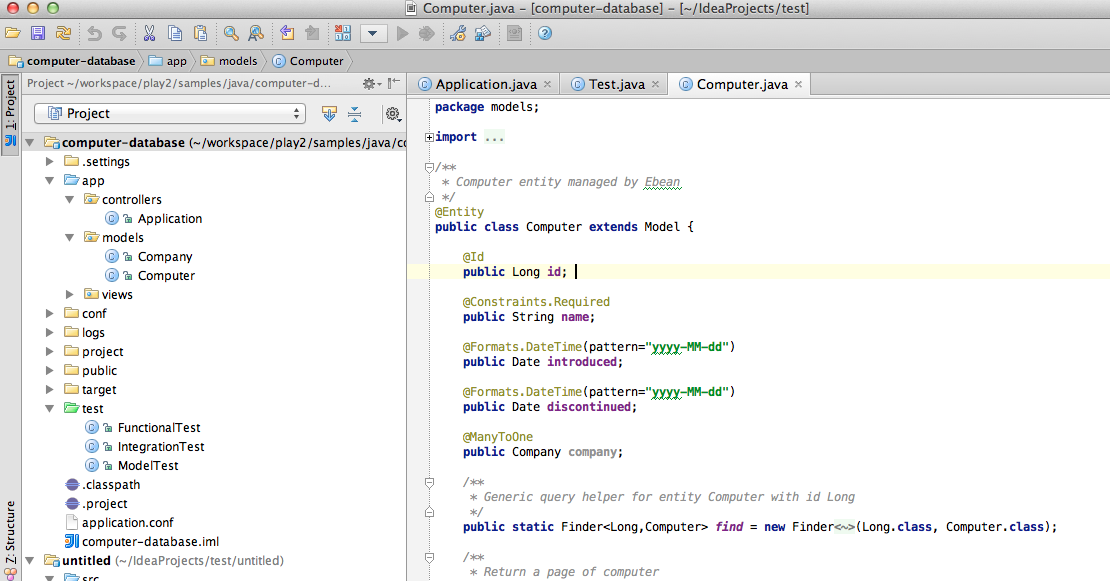 Computer.java – [computer-database] – [~/IdeaProjects/test]
computer-database app models Computer
Project ~/workspace/play2/samples/java/computer-d...
Application.java Test.java Computer.java
1: Project
Z: Structure
Project
computer-database (~/workspace/play2/samples/java/co
.settings
app
controllers
Application
models
Company
Computer
views
conf
logs
project
public
target
test
FunctionalTest
IntegrationTest
ModelTest
.classpath
.project
application.conf
computer-database.iml
untitled (~/IdeaProjects/test/untitled)
src
package models;
import ...
/**
* Computer entity managed by Ebean
*/
@Entity
public class Computer extends Model {
@Id
public Long id;
@Constraints.Required
public String name;
@Formats.DateTime(pattern="yyyy-MM-dd")
public Date introduced;
@Formats.DateTime(pattern="yyyy-MM-dd")
public Date discontinued;
@ManyToOne
public Company company;
/**
* Generic query helper for entity Computer with id Long
*/
public static Finder<Long,Computer> find = new Finder<~>(Long.class, Computer.class);
/**
* Return a page of computer